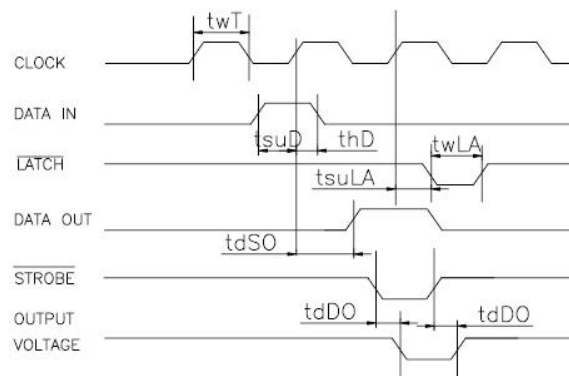 twT
CLOCK
DATA IN
tsuD thD
twLA
LATCH
tsuLA
DATA OUT
tdSO
STROBE
OUTPUT
tdDO tdDO
VOLTAGE